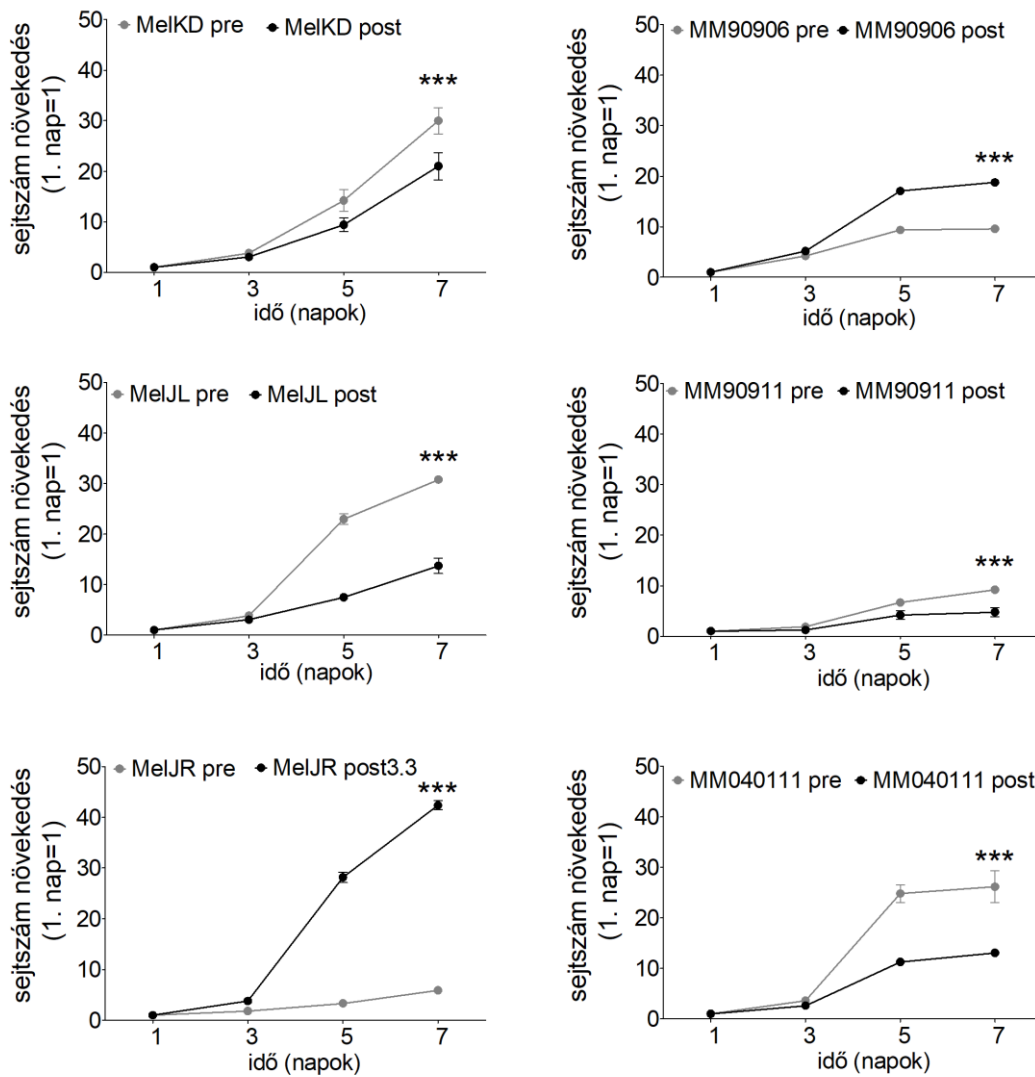 MelKD pre MelKD post
sejtszám növekedés
(1. nap=1)
50
40
30
20
10
0
***
1 3 5 7
idő (napok)
MM90906 pre MM90906 post
sejtszám növekedés
(1. nap=1)
50
40
30
20
10
0
***
1 3 5 7
idő (napok)
MelJL pre MelJL post
sejtszám növekedés
(1. nap=1)
50
40
30
20
10
0
***
1 3 5 7
idő (napok)
MM90911 pre MM90911 post
sejtszám növekedés
(1. nap=1)
50
40
30
20
10
0
***
1 3 5 7
idő (napok)
MelJR pre MelJR post3.3
sejtszám növekedés
(1. nap=1)
50
40
30
20
10
0
***
1 3 5 7
idő (napok)
MM040111 pre MM040111 post
sejtszám növekedés
(1. nap=1)
50
40
30
20
10
0
***
1 3 5 7
idő (napok)